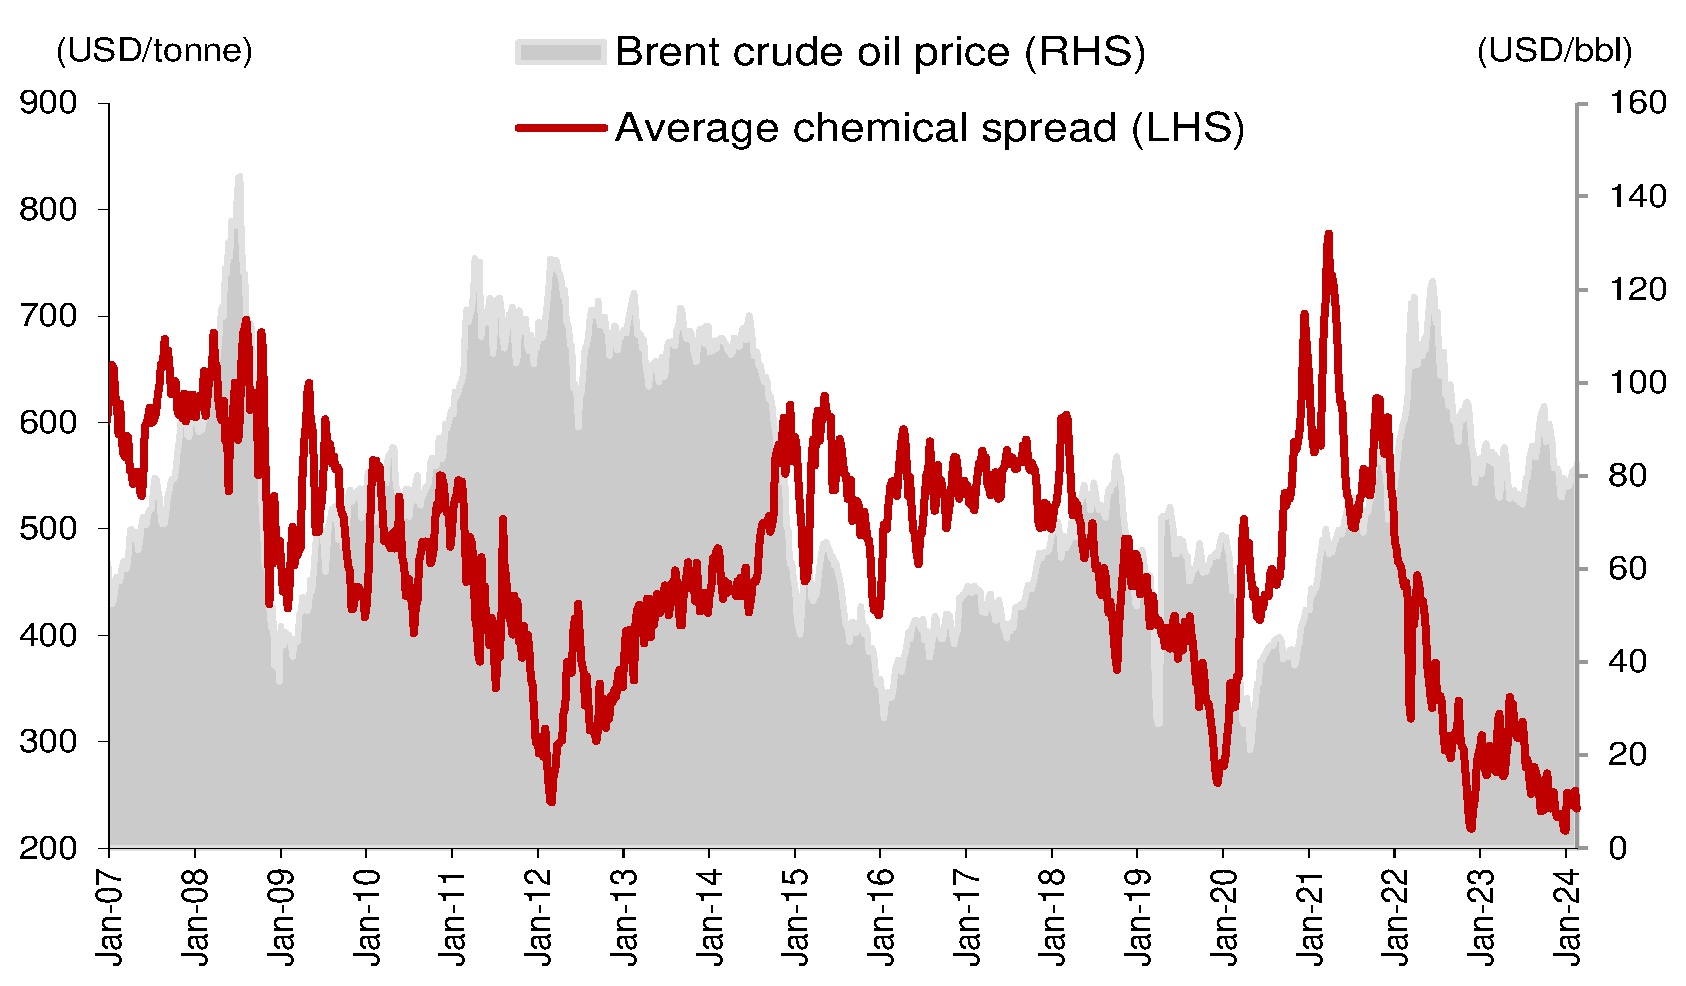 (USD/tonne)
Brent crude oil price (RHS)
(USD/bbl)
Average chemical spread (LHS)
900
800
700
600
500
400
300
200
160
140
120
100
80
60
40
20
0
Jan-07
Jan-08
Jan-09
Jan-10
Jan-11
Jan-12
Jan-13
Jan-14
Jan-15
Jan-16
Jan-17
Jan-18
Jan-19
Jan-20
Jan-21
Jan-22
Jan-23
Jan-24